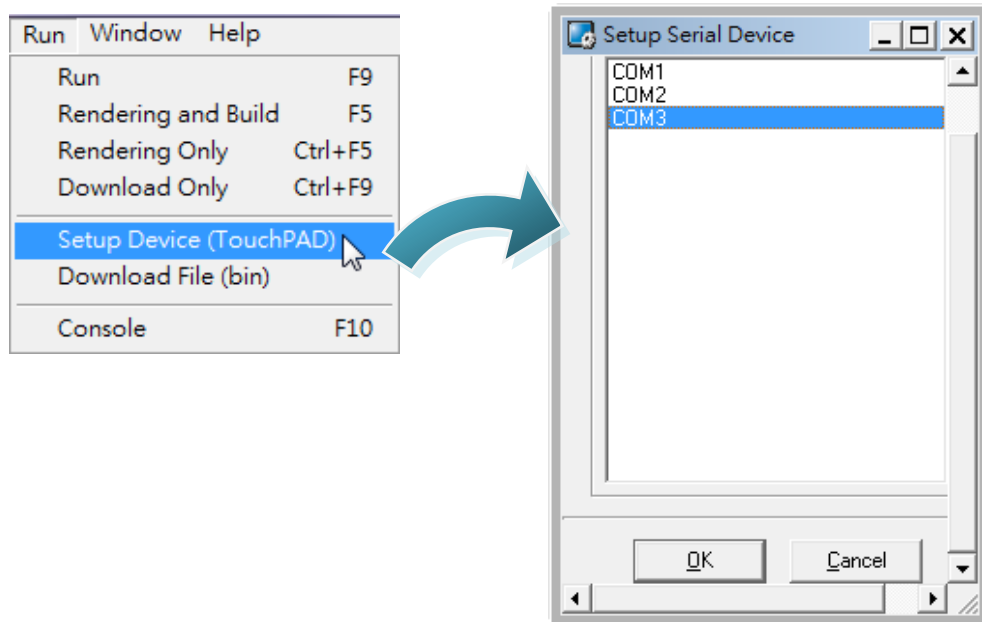 Run Window Help
Run F9
Rendering and Build F5
Rendering Only Ctrl+F5
Download Only Ctrl+F9
Setup Device (TouchPAD)
Download File (bin)
Console F10
Setup Serial Device
COM1
COM2
COM3
OK Cancel